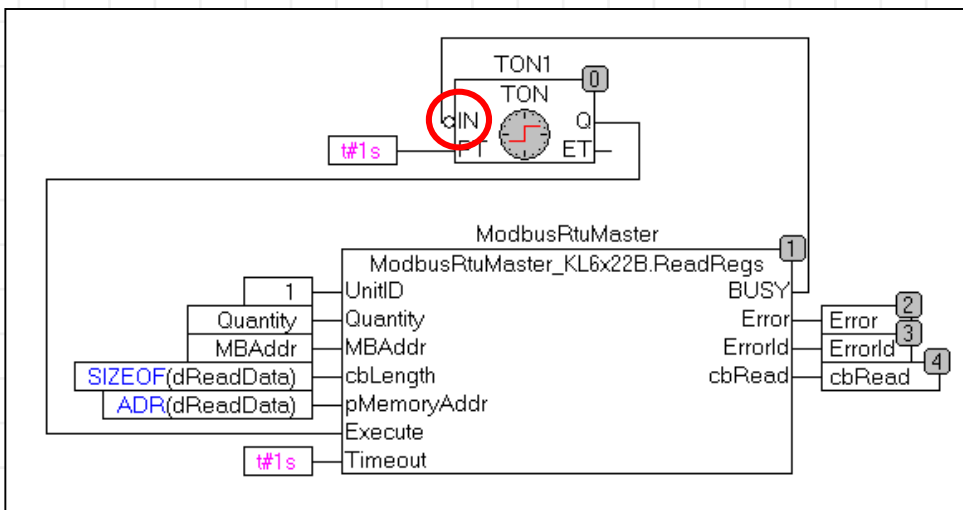 TON1
0
TON
IN
Q
t#1s
PT
ET
ModbusRtuMaster
1
ModbusRtuMaster_KL6x22B.ReadRegs
1
UnitID
BUSY
Quantity
Quantity
Error
Error
2
MBAddr
MBAddr
ErrorId
ErrorId
3
SIZEOF(dReadData)
cbLength
cbRead
cbRead
4
ADR(dReadData)
pMemoryAddr
Execute
t#1s
Timeout